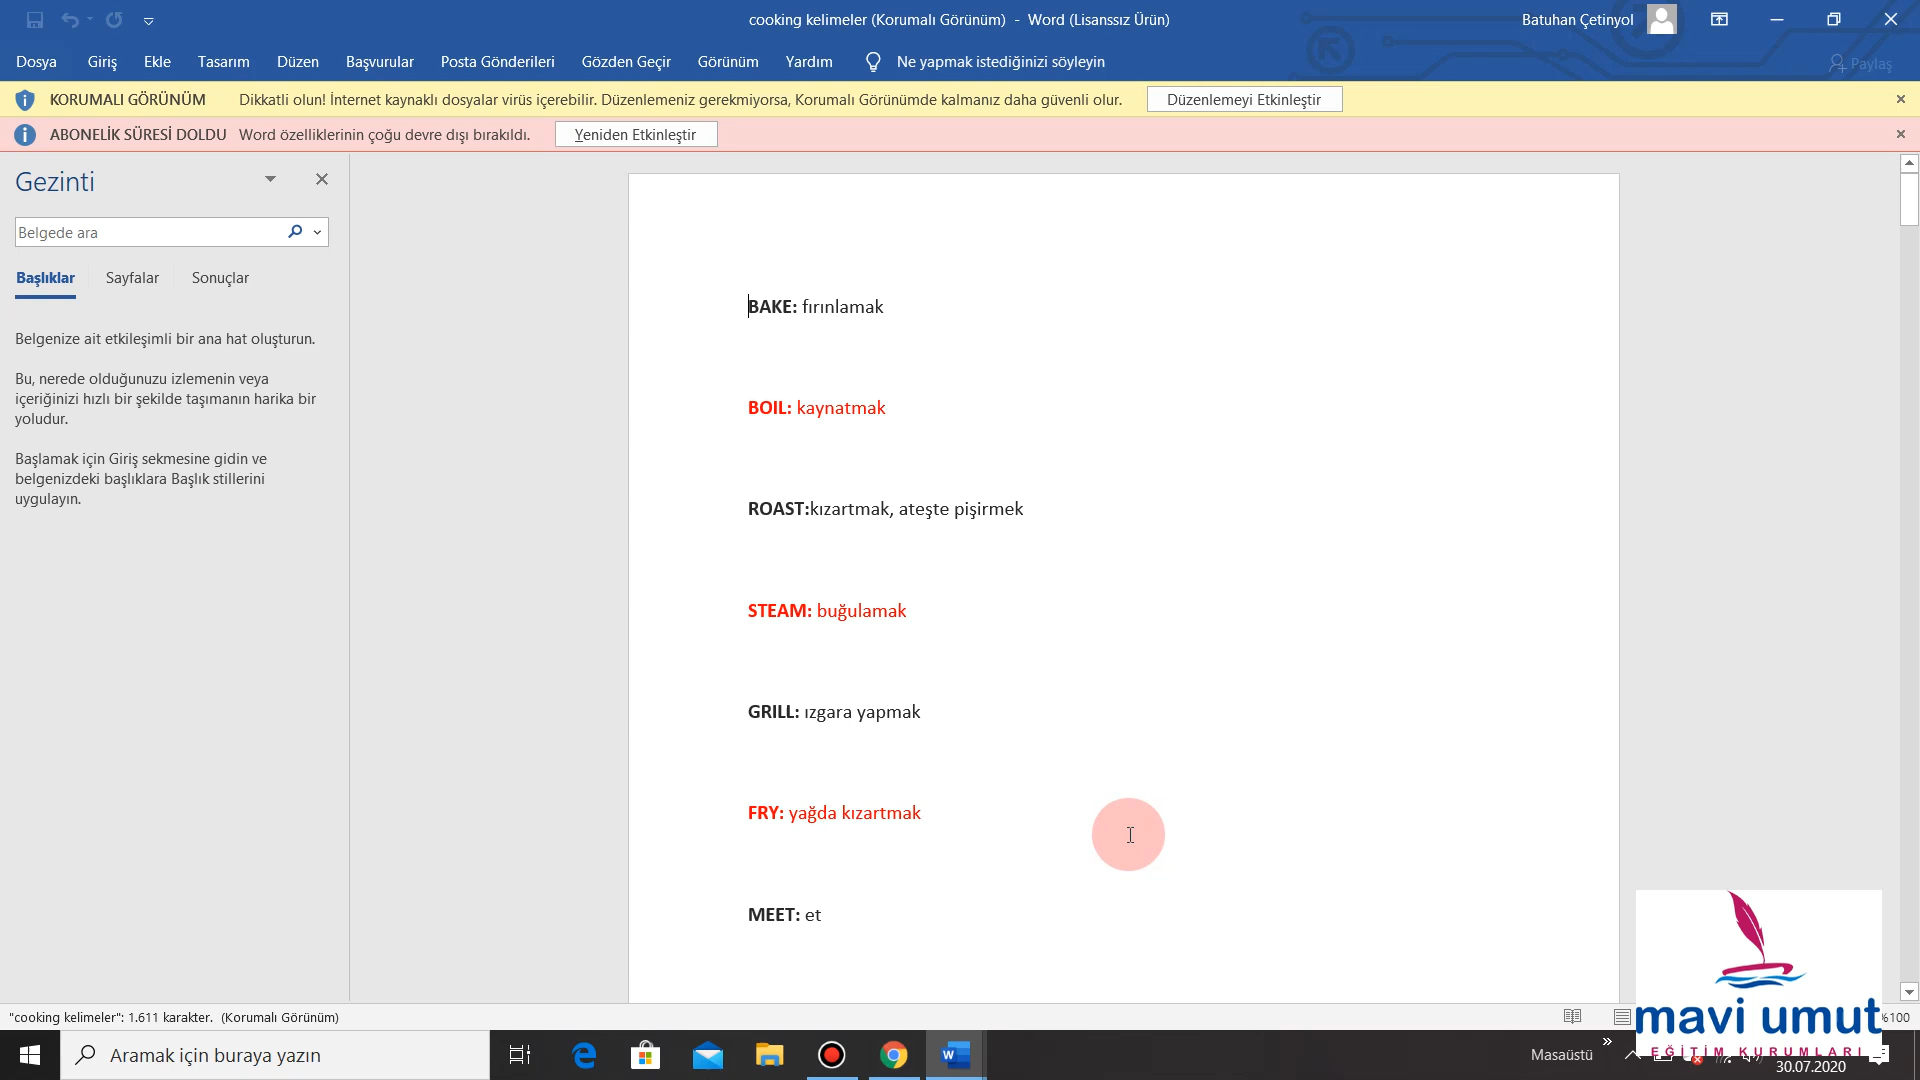 cooking kelimeler (Korumalı Görünüm) - Word (Lisanssız Ürün)
Batuhan Çetinyol
Dosya Giriş Ekle Tasarım Düzen Başvurular Posta Gönderileri Gözden Geçir Görünüm Yardım Ne yapmak istediğinizi söyleyin Paylaş
KORUMALI GÖRÜNÜM Dikkatli olun! İnternet kaynaklı dosyalar virüs içerebilir. Düzenlemeniz gerekmiyorsa, Korumalı Görünümde kalmanız daha güvenli olur. Düzenlemeyi Etkinleştir
ABONELİK SÜRESİ DOLDU Word özelliklerinin çoğu devre dışı bırakıldı. Yeniden Etkinleştir
Gezinti
Belgede ara
Başlıklar Sayfalar Sonuçlar
Belgenize ait etkileşimli bir ana hat oluşturun.
Bu, nerede olduğunuzu izlemenin veya
içeriğinizi hızlı bir şekilde taşımanın harika bir
yoludur.
Başlamak için Giriş sekmesine gidin ve
belgenizdeki başlıklara Başlık stillerini
uygulayın.
BAKE: fırınlamak
BOIL: kaynatmak
ROAST:kızartmak, ateşte pişirmek
STEAM: buğulamak
GRILL: ızgara yapmak
FRY: yağda kızartmak
MEET: et
"cooking kelimeler": 1.611 karakter. (Korumalı Görünüm)
%100
mavi umut
EĞİTİM KURUMLARI
Aramak için buraya yazın
Masaüstü
30.07.2020